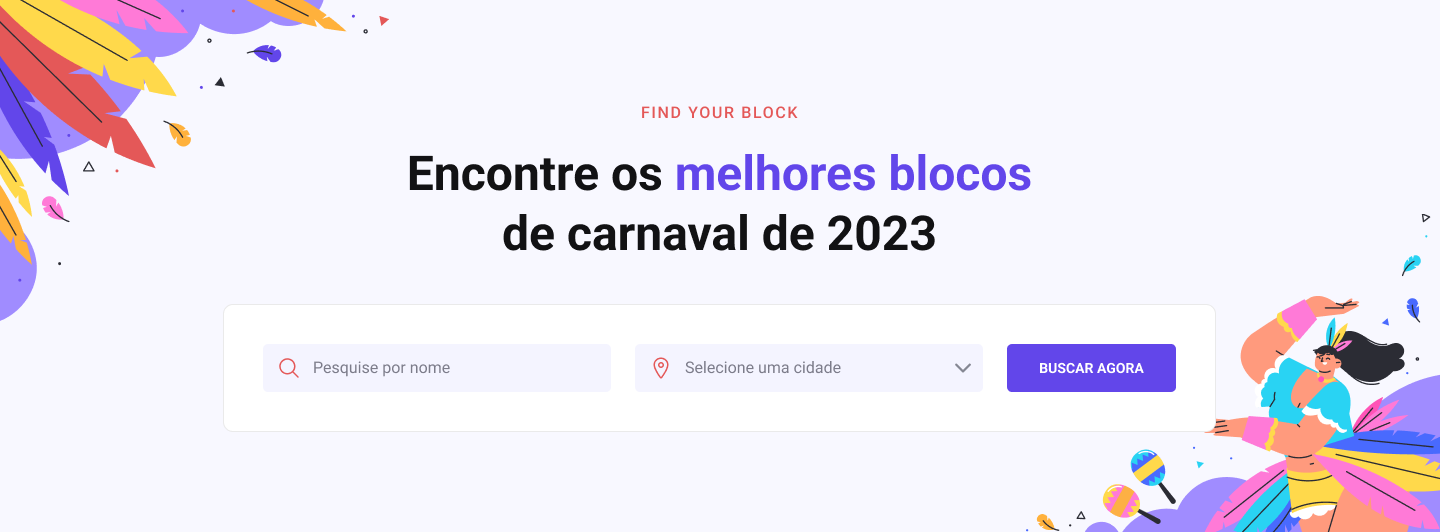 FIND YOUR BLOCK
Encontre os melhores blocos
de carnaval de 2023
Pesquise por nome
Selecione uma cidade
BUSCAR AGORA